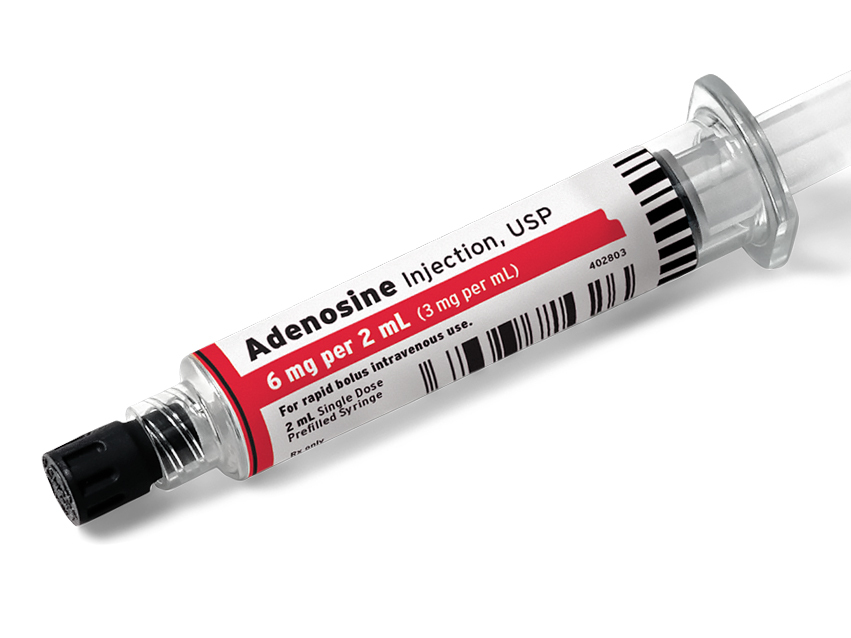 Adenosine Injection, USP
6 mg per 2 mL (3 mg per mL)
For rapid bolus intravenous use.
2 mL Single Dose
Prefilled Syringe
Rx only
402803